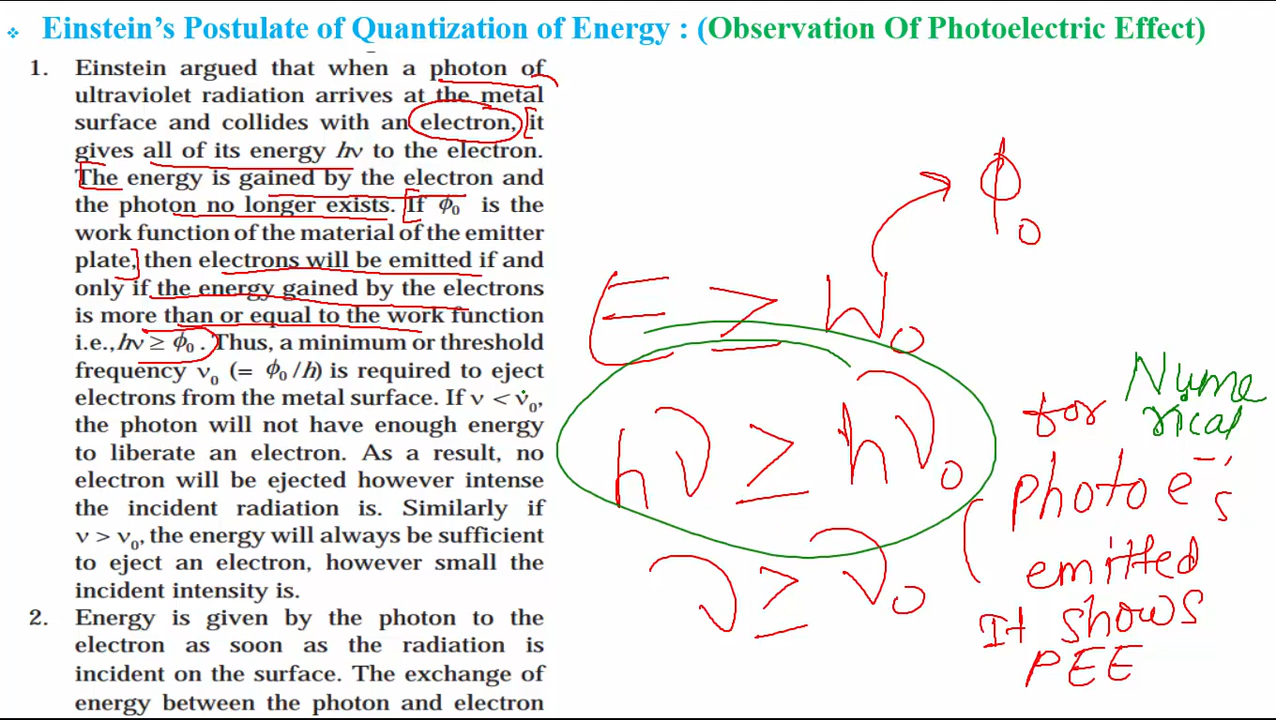 ❖ Einstein's Postulate of Quantization of Energy : (Observation Of Photoelectric Effect)
1. Einstein argued that when a photon of
ultraviolet radiation arrives at the metal
surface and collides with an electron, it
gives all of its energy hν to the electron.
The energy is gained by the electron and
the photon no longer exists. If ϕ₀ is the
work function of the material of the emitter
plate, then electrons will be emitted if and
only if the energy gained by the electrons
is more than or equal to the work function
i.e., hν ≥ ϕ₀. Thus, a minimum or threshold
frequency ν₀ (= ϕ₀/h) is required to eject
electrons from the metal surface. If ν < ν₀,
the photon will not have enough energy
to liberate an electron. As a result, no
electron will be ejected however intense
the incident radiation is. Similarly if
ν > ν₀, the energy will always be sufficient
to eject an electron, however small the
incident intensity is.
2. Energy is given by the photon to the
electron as soon as the radiation is
incident on the surface. The exchange of
energy between the photon and electron
ϕ₀
E ≥ W₀
hν ≥ hν₀
ν ≥ ν₀
for Nume
rical
photo e⁻'s
emitted
It shows
PEE